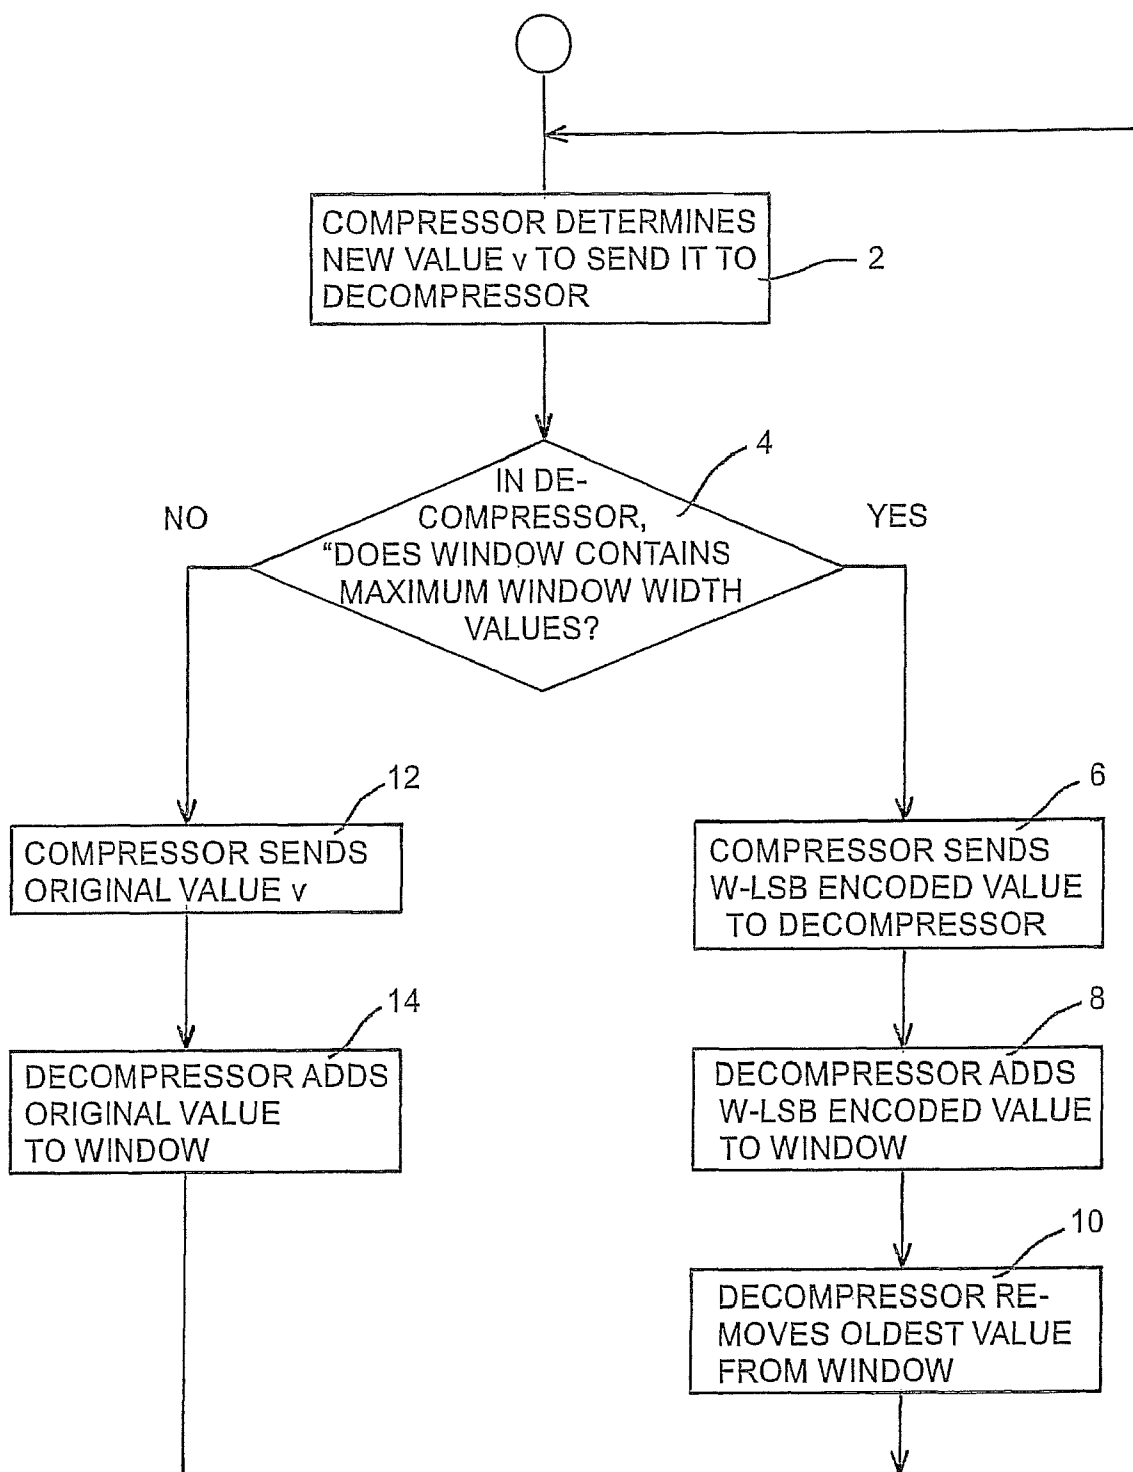 COMPRESSOR DETERMINES
NEW VALUE v TO SEND IT TO
DECOMPRESSOR
2
4
IN DE-
COMPRESSOR,
“DOES WINDOW CONTAINS
MAXIMUM WINDOW WIDTH
VALUES?
NO
YES
12
COMPRESSOR SENDS
ORIGINAL VALUE v
14
DECOMPRESSOR ADDS
ORIGINAL VALUE
TO WINDOW
6
COMPRESSOR SENDS
W-LSB ENCODED VALUE
TO DECOMPRESSOR
8
DECOMPRESSOR ADDS
W-LSB ENCODED VALUE
TO WINDOW
10
DECOMPRESSOR RE-
MOVES OLDEST VALUE
FROM WINDOW